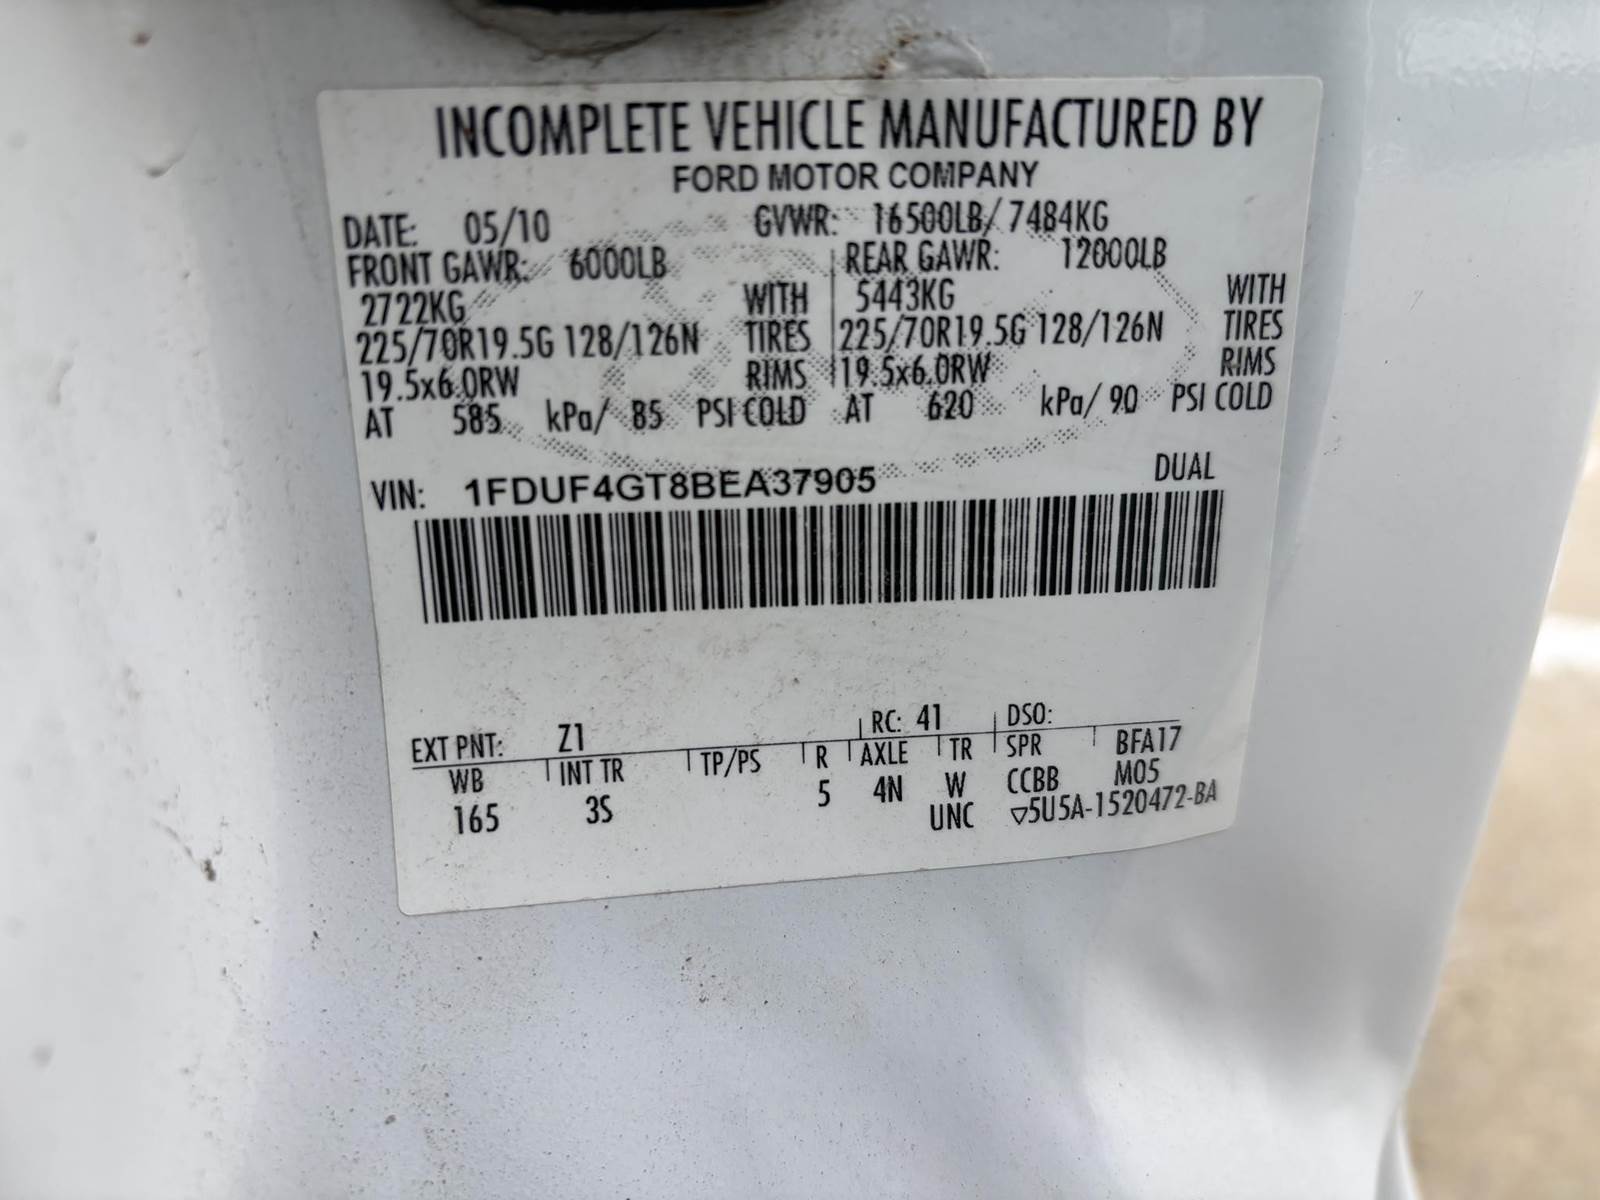 INCOMPLETE VEHICLE MANUFACTURED BY
FORD MOTOR COMPANY
DATE: 05/10 GVWR: 16500LB/ 7484KG
FRONT GAWR: 6000LB REAR GAWR: 12000LB
2722KG WITH 5443KG WITH
225/70R19.5G 128/126N TIRES 225/70R19.5G 128/126N TIRES
19.5x6.0RW RIMS 19.5x6.0RW RIMS
AT 585 kPa/ 85 PSI COLD AT 620 kPa/ 90 PSI COLD
VIN: 1FDUF4GT8BEA37905 DUAL
EXT PNT: Z1 RC: 41 DSO:
WB INT TR TP/PS R AXLE TR SPR BFA17
165 3S 5 4N W CCBB M05
UNC ▽5U5A-1520472-BA